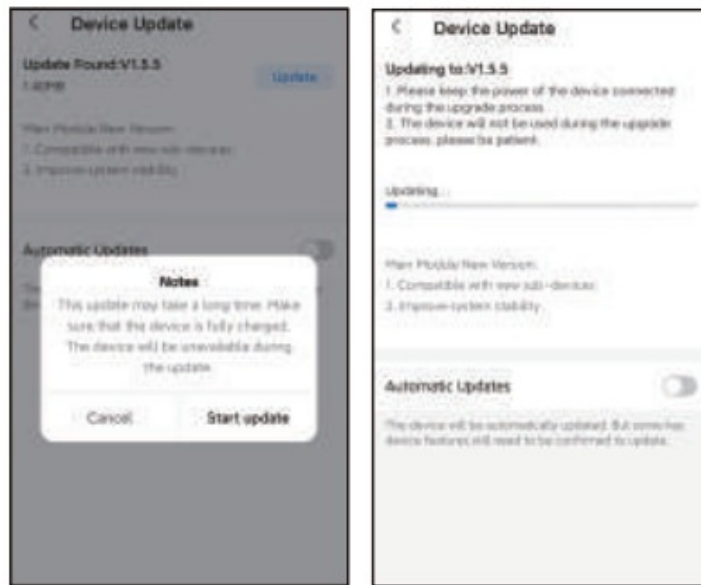 Device Update
Update Found:V1.5.5
Update
Main Module New Version:
1. Compatible with new sub-devices
2. Improve system stability
Automatic Updates
Notes
This update may take a long time. Make
sure that the device is fully charged.
The device will be unavailable during
the update.
Cancel
Start update
Device Update
Updating to:V1.5.5
1. Please keep the power of the device connected
during the upgrade process.
2. The device will not be used during the upgrade
process, please be patient.
Updating...
Main Module New Version:
1. Compatible with new sub-devices
2. Improve system stability
Automatic Updates
The device will be automatically updated. But some key
device features will need to be confirmed to update.